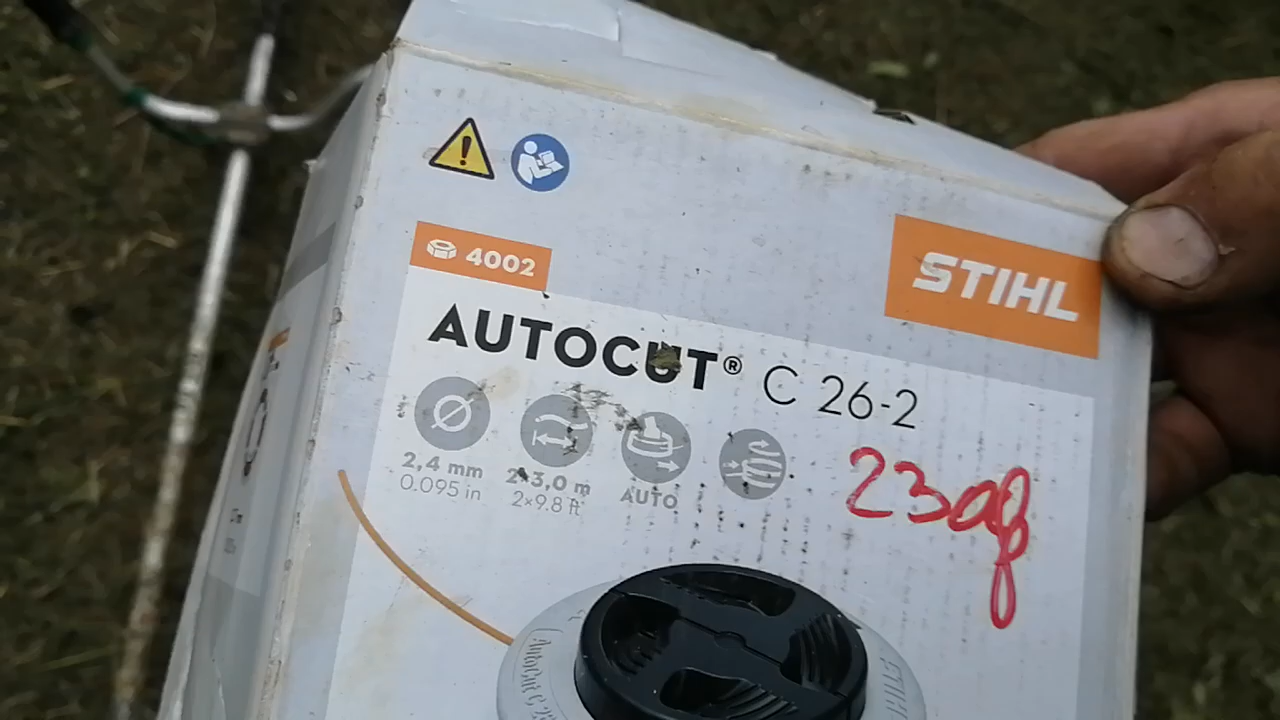 4002
STIHL
AUTOCUT® C 26-2
2,4 mm
0.095 in
2×3,0 m
2×9.8 ft
AUTO
STIHL